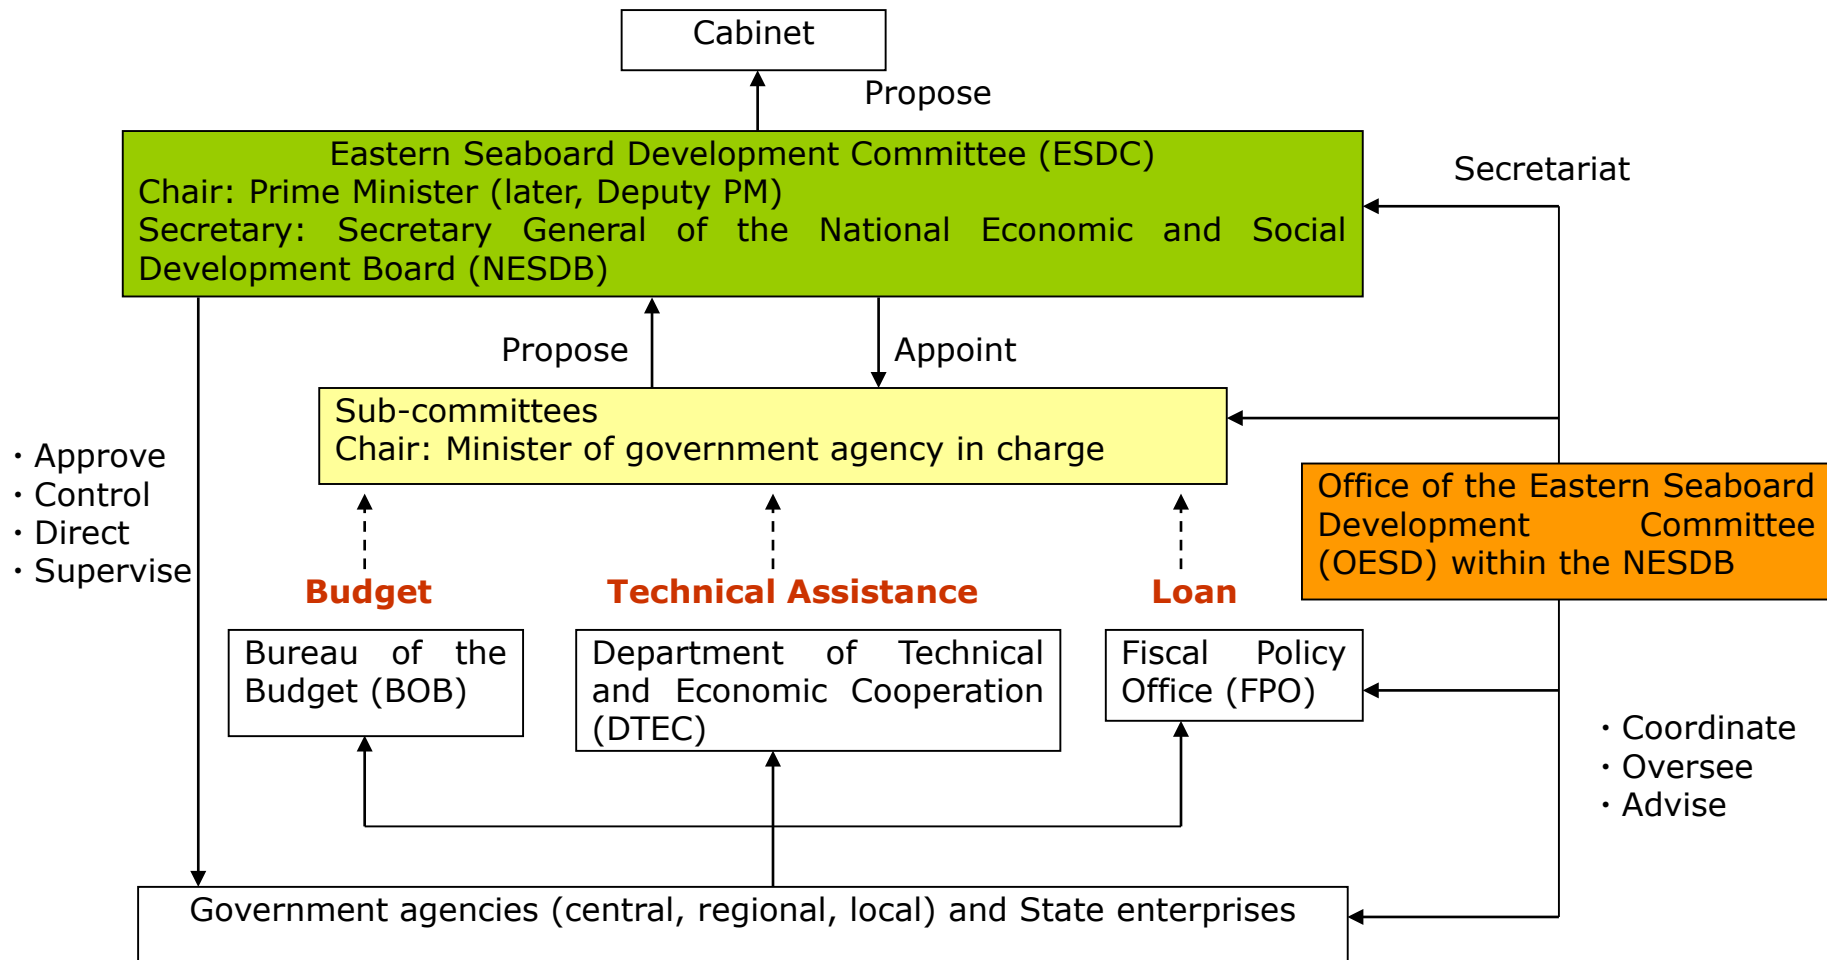 Cabinet
Propose
Eastern Seaboard Development Committee (ESDC)
Chair: Prime Minister (later, Deputy PM)
Secretary: Secretary General of the National Economic and Social
Development Board (NESDB)
Secretariat
Propose
Appoint
Sub-committees
Chair: Minister of government agency in charge
・Approve
・Control
・Direct
・Supervise
Office of the Eastern Seaboard
Development Committee
(OESD) within the NESDB
Budget
Technical Assistance
Loan
Bureau of the
Budget (BOB)
Department of Technical
and Economic Cooperation
(DTEC)
Fiscal Policy
Office (FPO)
・Coordinate
・Oversee
・Advise
Government agencies (central, regional, local) and State enterprises